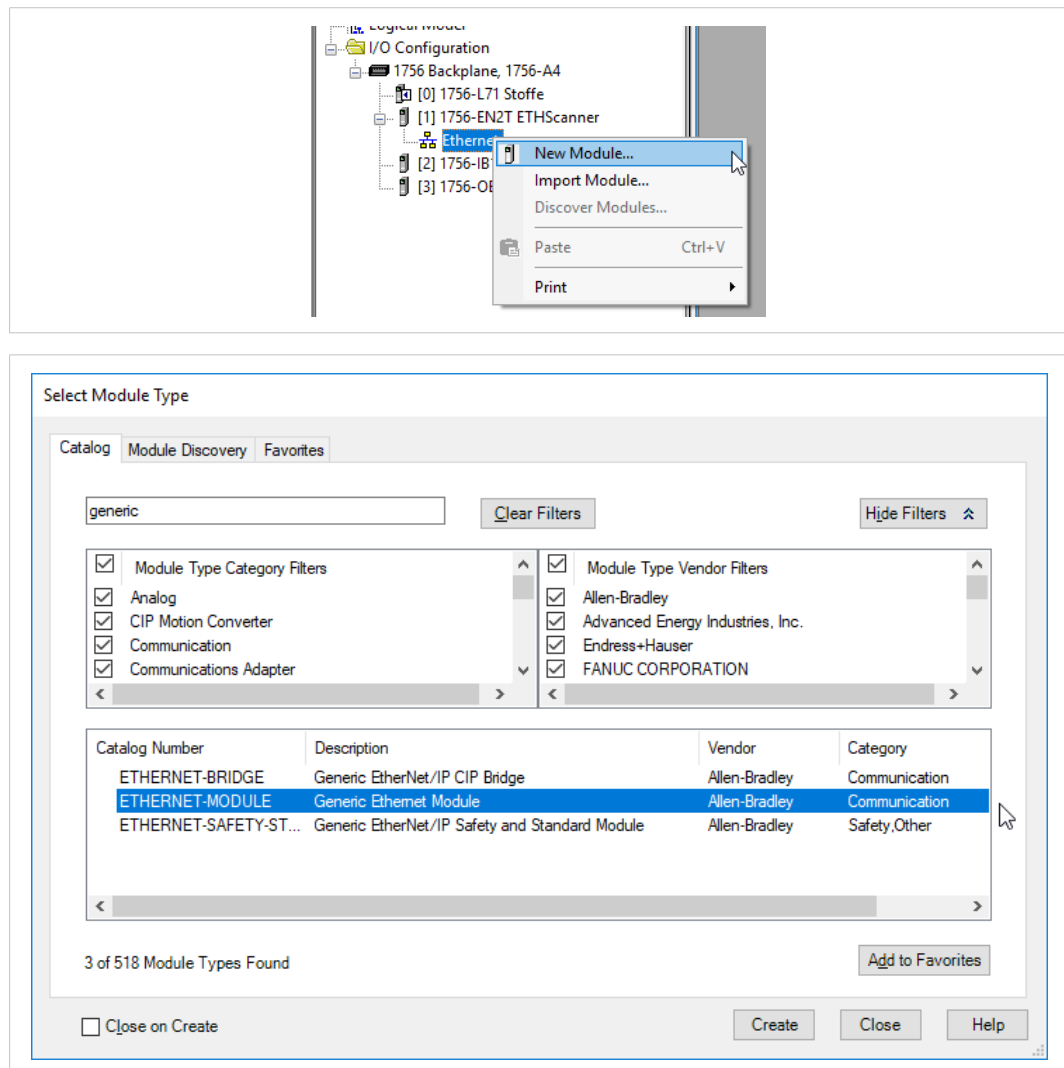 Logical Model
I/O Configuration
1756 Backplane, 1756-A4
[0] 1756-L71 Stoffe
[1] 1756-EN2T ETHScanner
Ethernet
New Module...
[2] 1756-IB
Import Module...
[3] 1756-OB
Discover Modules...
Paste Ctrl+V
Print
Select Module Type
Catalog Module Discovery Favorites
generic Clear Filters Hide Filters
Module Type Category Filters Module Type Vendor Filters
Analog Allen-Bradley
CIP Motion Converter Advanced Energy Industries, Inc.
Communication Endress+Hauser
Communications Adapter FANUC CORPORATION
Catalog Number Description Vendor Category
ETHERNET-BRIDGE Generic EtherNet/IP CIP Bridge Allen-Bradley Communication
ETHERNET-MODULE Generic Ethernet Module Allen-Bradley Communication
ETHERNET-SAFETY-ST... Generic EtherNet/IP Safety and Standard Module Allen-Bradley Safety,Other
3 of 518 Module Types Found Add to Favorites
Close on Create Create Close Help